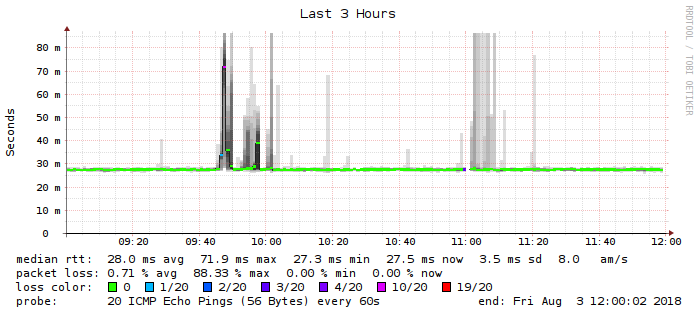 Last 3 Hours
RRDTOOL / TOBI OETIKER
Seconds
80 m
70 m
60 m
50 m
40 m
30 m
20 m
10 m
0
09:20 09:40 10:00 10:20 10:40 11:00 11:20 11:40 12:00
median rtt: 28.0 ms avg 71.9 ms max 27.3 ms min 27.5 ms now 3.5 ms sd 8.0 am/s
packet loss: 0.71 % avg 88.33 % max 0.00 % min 0.00 % now
loss color: 0 1/20 2/20 3/20 4/20 10/20 19/20
probe: 20 ICMP Echo Pings (56 Bytes) every 60s end: Fri Aug 3 12:00:02 2018